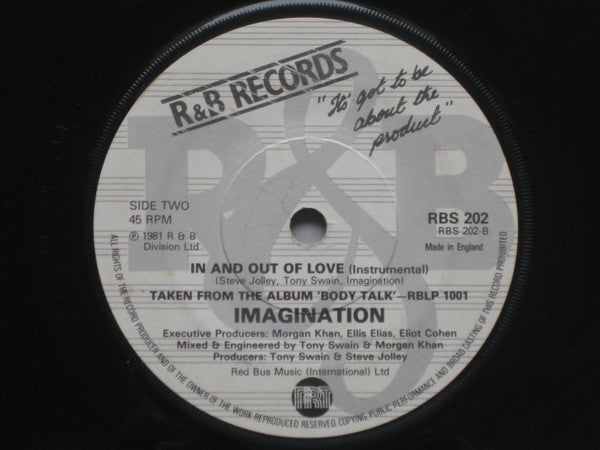 R&B RECORDS
"Its got to be
about the
product"
R&B
SIDE TWO
45 RPM
℗ 1981 R & B
Division Ltd
RBS 202
RBS 202-B
Made in England
IN AND OUT OF LOVE (Instrumental)
(Steve Jolley, Tony Swain, Imagination)
TAKEN FROM THE ALBUM 'BODY TALK'—RBLP 1001
IMAGINATION
Executive Producers: Morgan Khan, Ellis Elias, Eliot Cohen
Mixed & Engineered by Tony Swain & Morgan Khan
Producers: Tony Swain & Steve Jolley
Red Bus Music (International) Ltd
PRT
ALL RIGHTS OF THE RECORD PRODUCER AND OF THE OWNER OF THE WORK REPRODUCED RESERVED. COPYING, PUBLIC PERFORMANCE AND BROAD CASTING OF THIS RECORD PROHIBITED